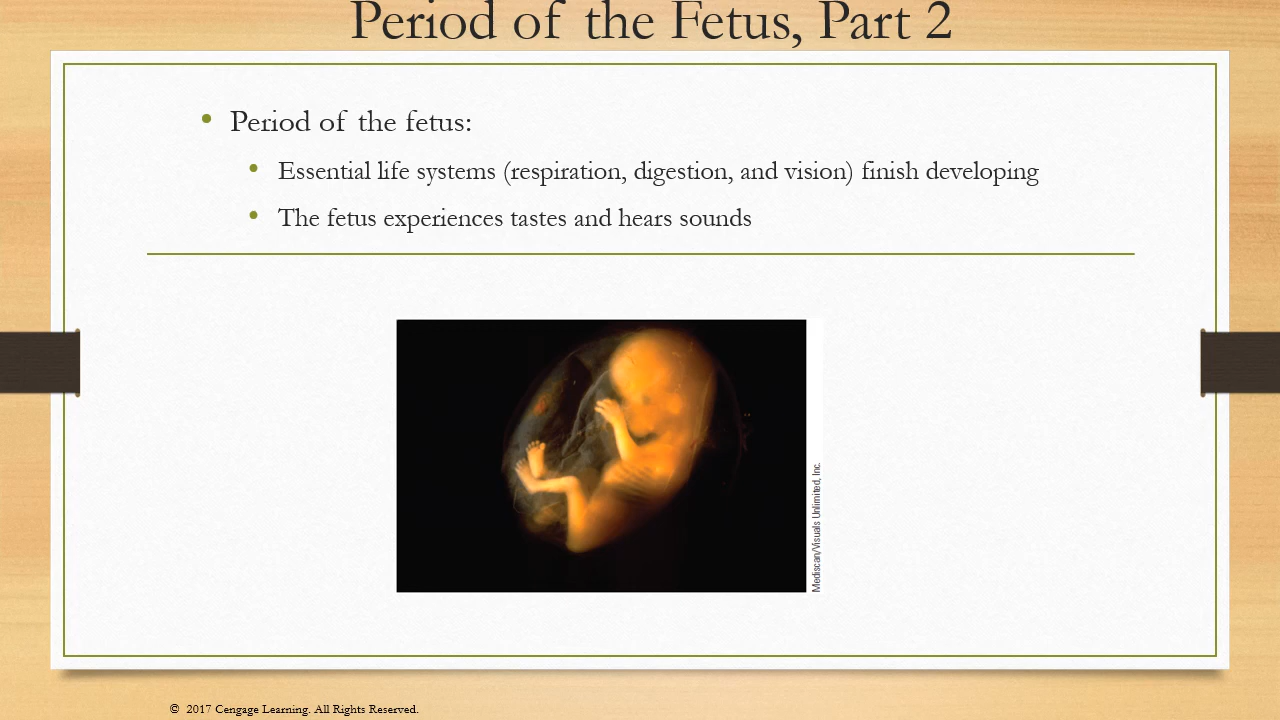 Period of the Fetus, Part 2
• Period of the fetus:
• Essential life systems (respiration, digestion, and vision) finish developing
• The fetus experiences tastes and hears sounds
Mediscan/Visuals Unlimited, Inc.
© 2017 Cengage Learning. All Rights Reserved.